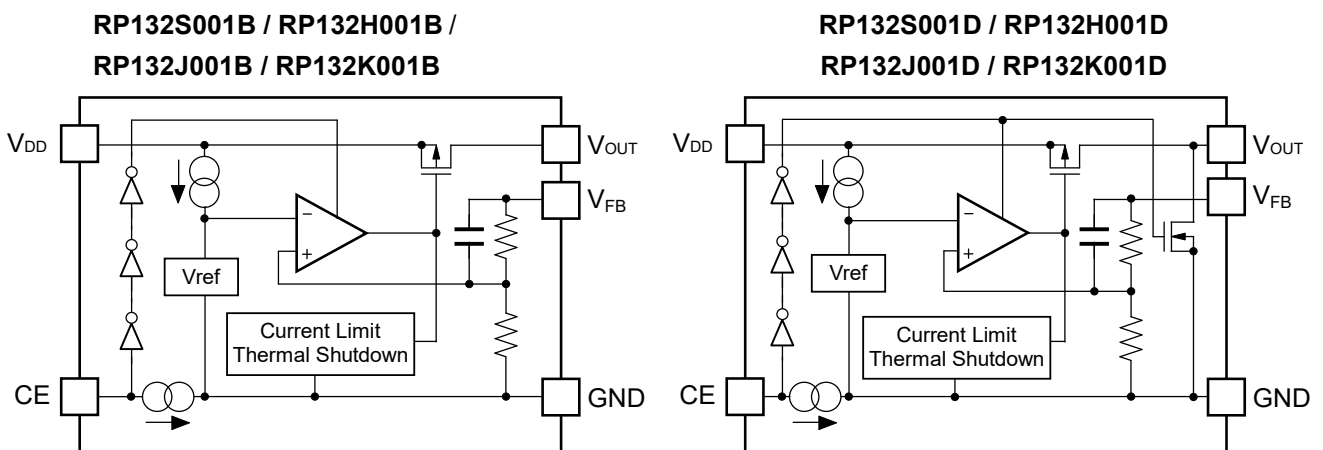 RP132S001B / RP132H001B /
RP132J001B / RP132K001B
VDD
VOUT
VFB
−
+
Vref
Current Limit
Thermal Shutdown
CE
GND
RP132S001D / RP132H001D
RP132J001D / RP132K001D
VDD
VOUT
VFB
−
+
Vref
Current Limit
Thermal Shutdown
CE
GND